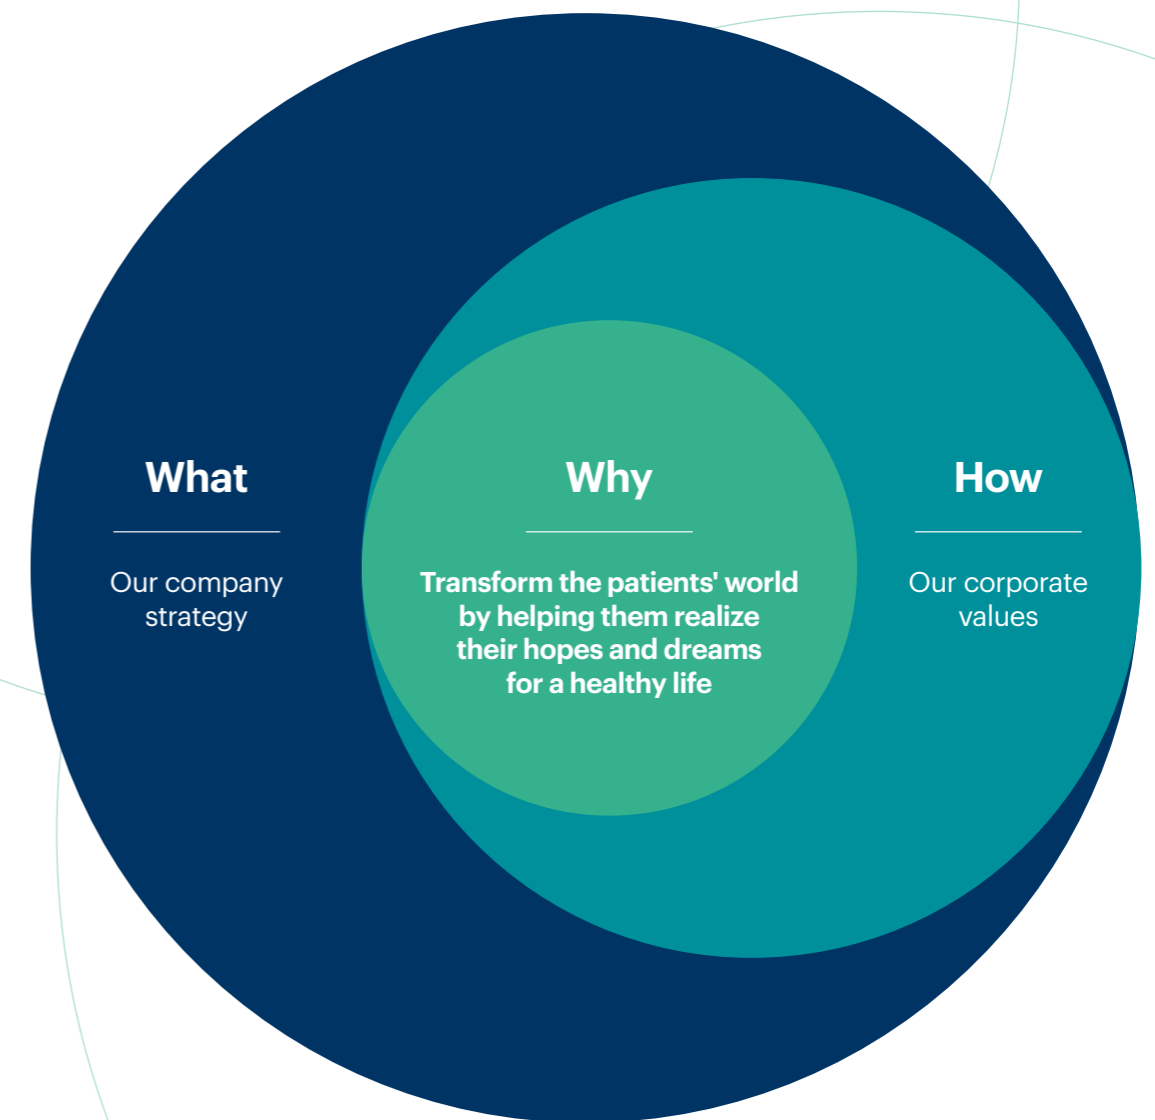 What
Our company
strategy
Why
Transform the patients' world
by helping them realize
their hopes and dreams
for a healthy life
How
Our corporate
values